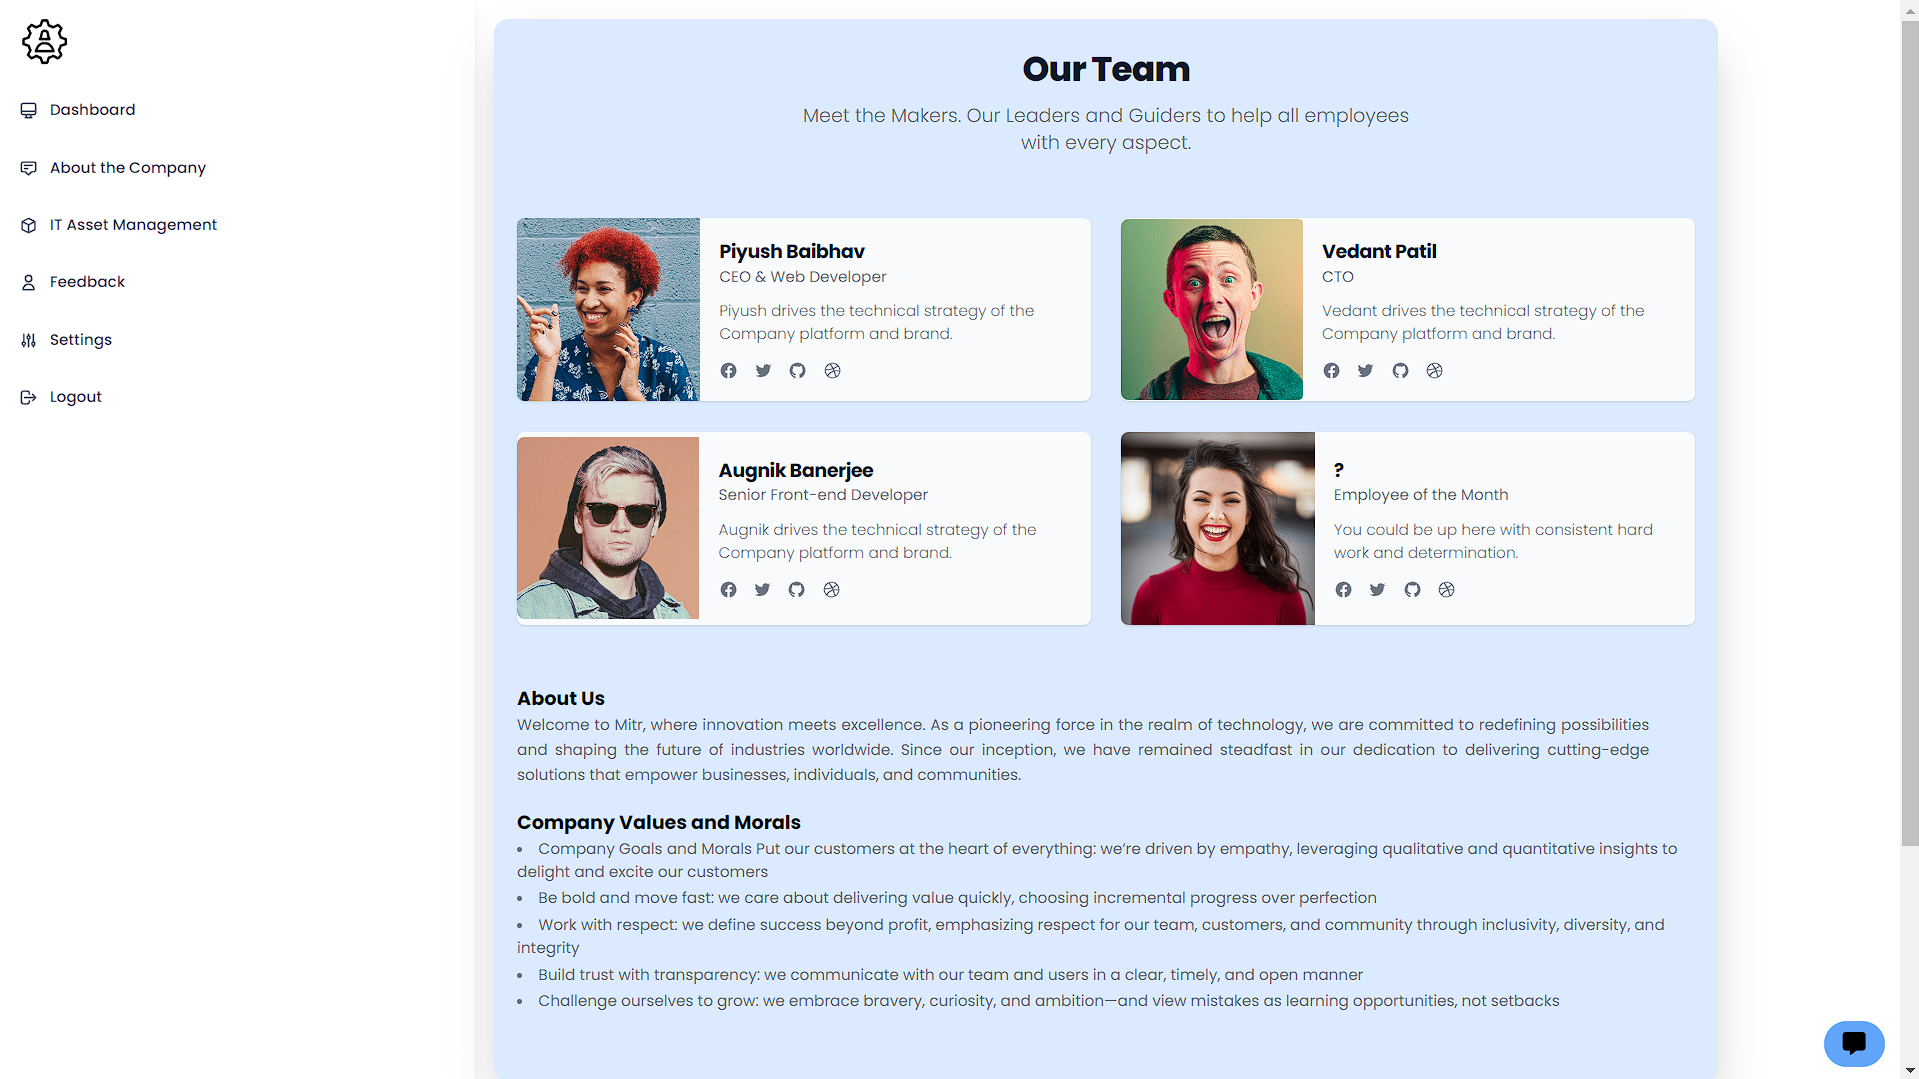 Dashboard
About the Company
IT Asset Management
Feedback
Settings
Logout
Our Team
Meet the Makers. Our Leaders and Guiders to help all employees
with every aspect.
Piyush Baibhav
CEO & Web Developer
Piyush drives the technical strategy of the
Company platform and brand.
Vedant Patil
CTO
Vedant drives the technical strategy of the
Company platform and brand.
Augnik Banerjee
Senior Front-end Developer
Augnik drives the technical strategy of the
Company platform and brand.
?
Employee of the Month
You could be up here with consistent hard
work and determination.
About Us
Welcome to Mitr, where innovation meets excellence. As a pioneering force in the realm of technology, we are committed to redefining possibilities
and shaping the future of industries worldwide. Since our inception, we have remained steadfast in our dedication to delivering cutting-edge
solutions that empower businesses, individuals, and communities.
Company Values and Morals
• Company Goals and Morals Put our customers at the heart of everything: we’re driven by empathy, leveraging qualitative and quantitative insights to
delight and excite our customers
• Be bold and move fast: we care about delivering value quickly, choosing incremental progress over perfection
• Work with respect: we define success beyond profit, emphasizing respect for our team, customers, and community through inclusivity, diversity, and
integrity
• Build trust with transparency: we communicate with our team and users in a clear, timely, and open manner
• Challenge ourselves to grow: we embrace bravery, curiosity, and ambition—and view mistakes as learning opportunities, not setbacks